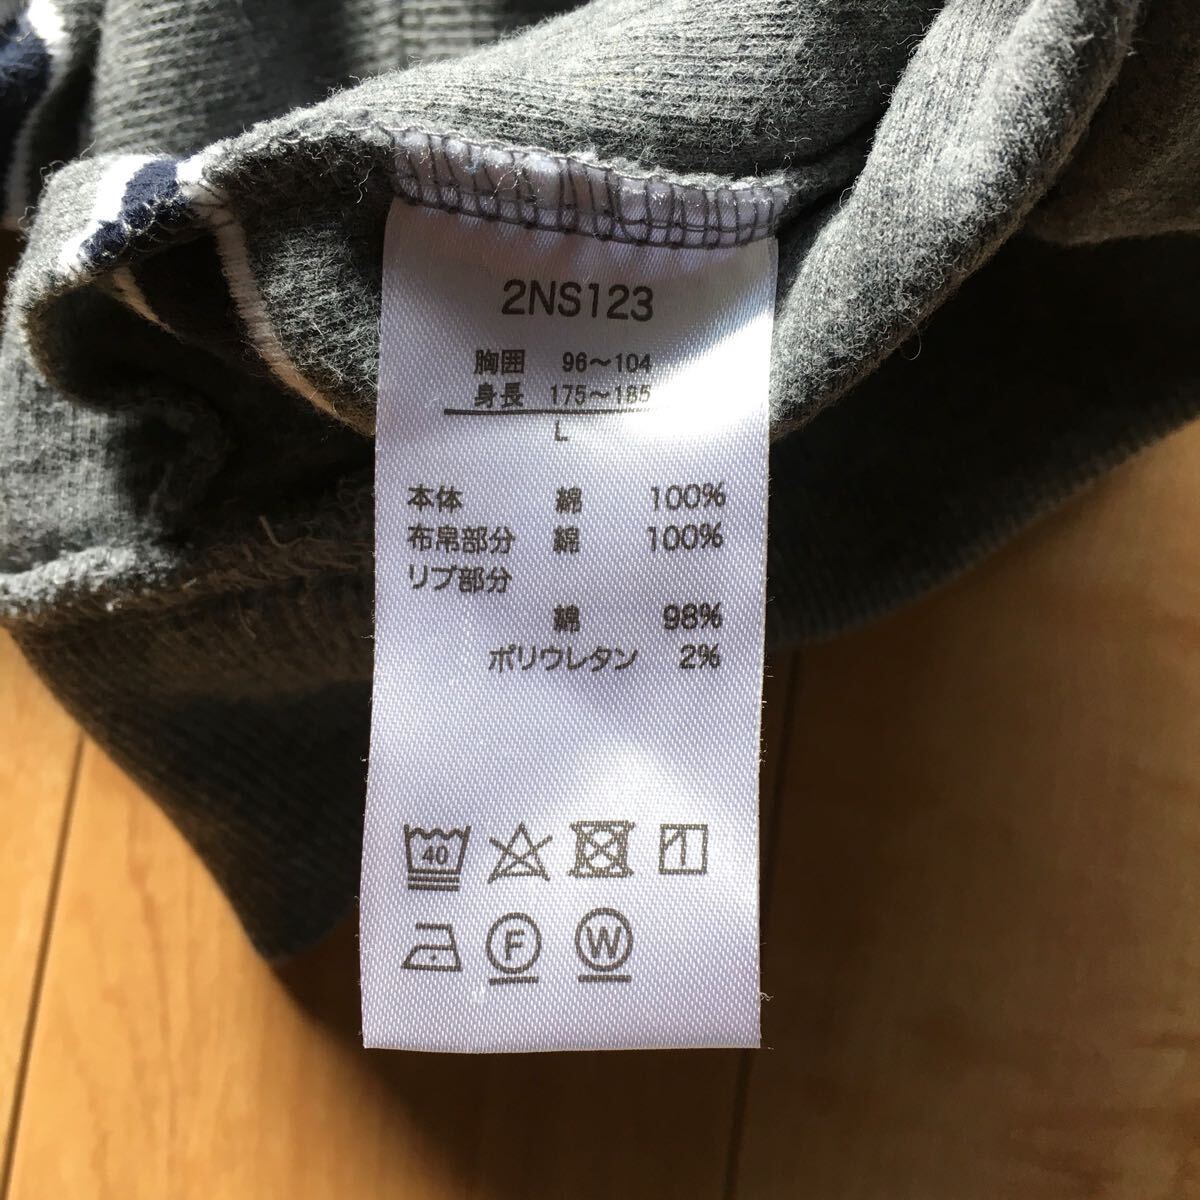 2NS123
胸囲 96～104
身長 175～185
L
本体 綿 100%
布帛部分 綿 100%
リブ部分
綿 98%
ポリウレタン 2%
40
F W